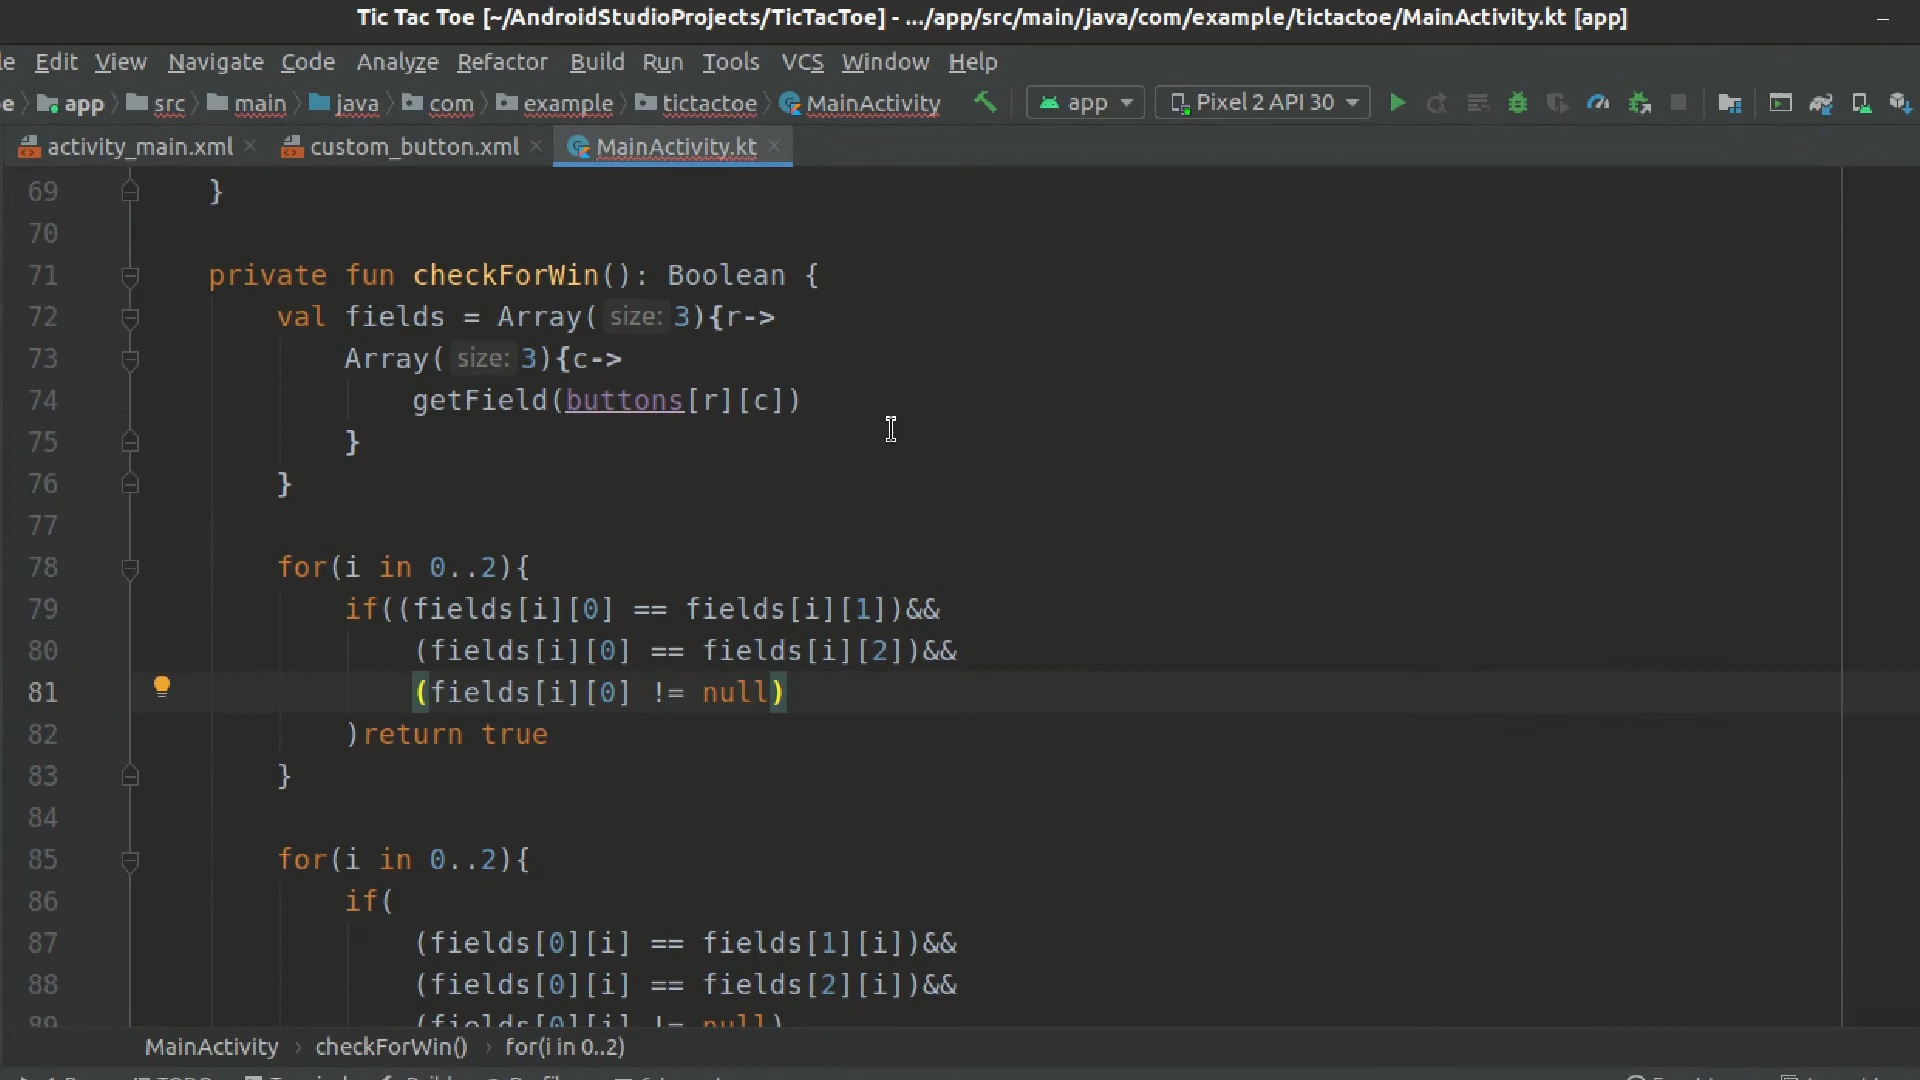 Tic Tac Toe [~/AndroidStudioProjects/TicTacToe] - .../app/src/main/java/com/example/tictactoe/MainActivity.kt [app]
Edit View Navigate Code Analyze Refactor Build Run Tools VCS Window Help
app src main java com example tictactoe MainActivity app Pixel 2 API 30
activity_main.xml custom_button.xml MainActivity.kt
69 }
70
71 private fun checkForWin(): Boolean {
72 val fields = Array( size: 3){r->
73 Array( size: 3){c->
74 getField(buttons[r][c])
75 }
76 }
77
78 for(i in 0..2){
79 if((fields[i][0] == fields[i][1])&&
80 (fields[i][0] == fields[i][2])&&
81 (fields[i][0] != null)
82 )return true
83 }
84
85 for(i in 0..2){
86 if(
87 (fields[0][i] == fields[1][i])&&
88 (fields[0][i] == fields[2][i])&&
89 (fields[0][i] != null)
MainActivity checkForWin() for(i in 0..2)